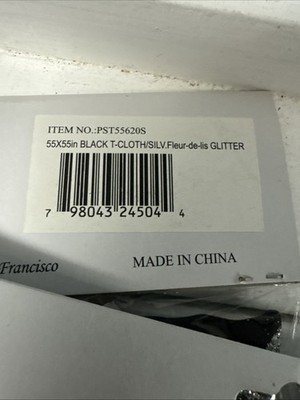 ITEM NO.:PST55620S
55X55in BLACK T-CLOTH/SILV.Fleur-de-lis GLITTER
7 98043 24504 4
Francisco MADE IN CHINA